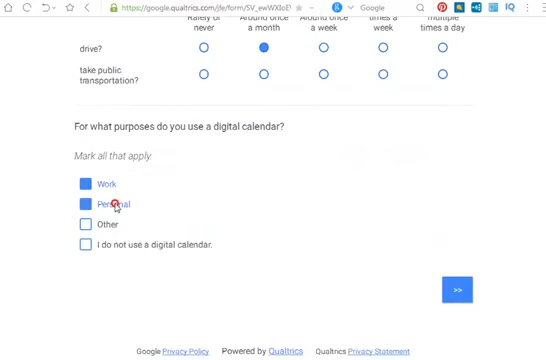 https://google.qualtrics.com/jfe/form/SV_ewWXIoEV
Google
IQ
Rarely or Around once Around once times a multiple
never a month a week week times a day
drive?
take public
transportation?
For what purposes do you use a digital calendar?
Mark all that apply.
Work
Personal
Other
I do not use a digital calendar.
>>
Google Privacy Policy Powered by Qualtrics Qualtrics Privacy Statement